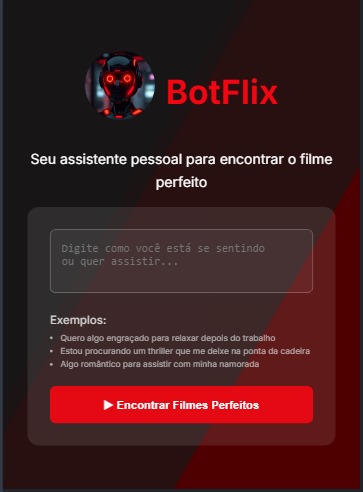 BotFlix
Seu assistente pessoal para encontrar o filme
perfeito
Digite como você está se sentindo
ou quer assistir...
Exemplos:
• Quero algo engraçado para relaxar depois do trabalho
• Estou procurando um thriller que me deixe na ponta da cadeira
• Algo romântico para assistir com minha namorada
▶ Encontrar Filmes Perfeitos